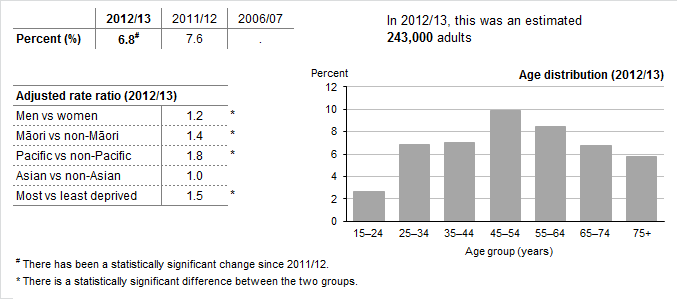 2012/13 2011/12 2006/07
Percent (%) 6.8# 7.6 .
In 2012/13, this was an estimated
243,000 adults
Adjusted rate ratio (2012/13)
Men vs women 1.2 *
Māori vs non-Māori 1.4 *
Pacific vs non-Pacific 1.8 *
Asian vs non-Asian 1.0
Most vs least deprived 1.5 *
Percent Age distribution (2012/13)
12
10
8
6
4
2
0
15–24 25–34 35–44 45–54 55–64 65–74 75+
Age group (years)
# There has been a statistically significant change since 2011/12.
* There is a statistically significant difference between the two groups.